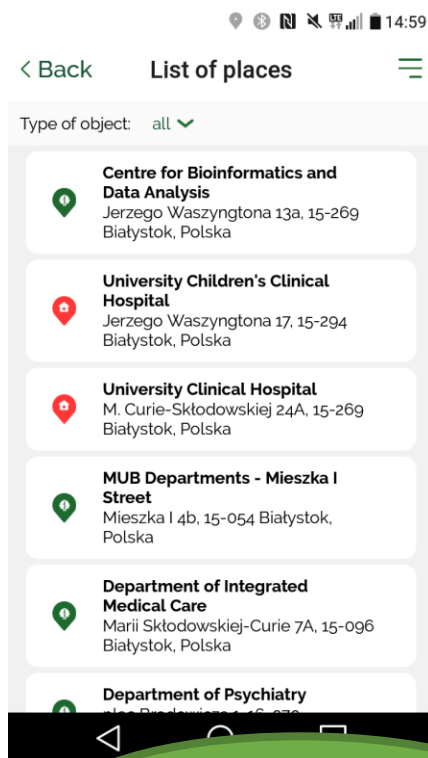 14:59
< Back List of places
Type of object: all
Centre for Bioinformatics and
Data Analysis
Jerzego Waszyngtona 13a, 15-269
Białystok, Polska
University Children's Clinical
Hospital
Jerzego Waszyngtona 17, 15-294
Białystok, Polska
University Clinical Hospital
M. Curie-Skłodowskiej 24A, 15-269
Białystok, Polska
MUB Departments - Mieszka I
Street
Mieszka I 4b, 15-054 Białystok,
Polska
Department of Integrated
Medical Care
Marii Skłodowskiej-Curie 7A, 15-096
Białystok, Polska
Department of Psychiatry